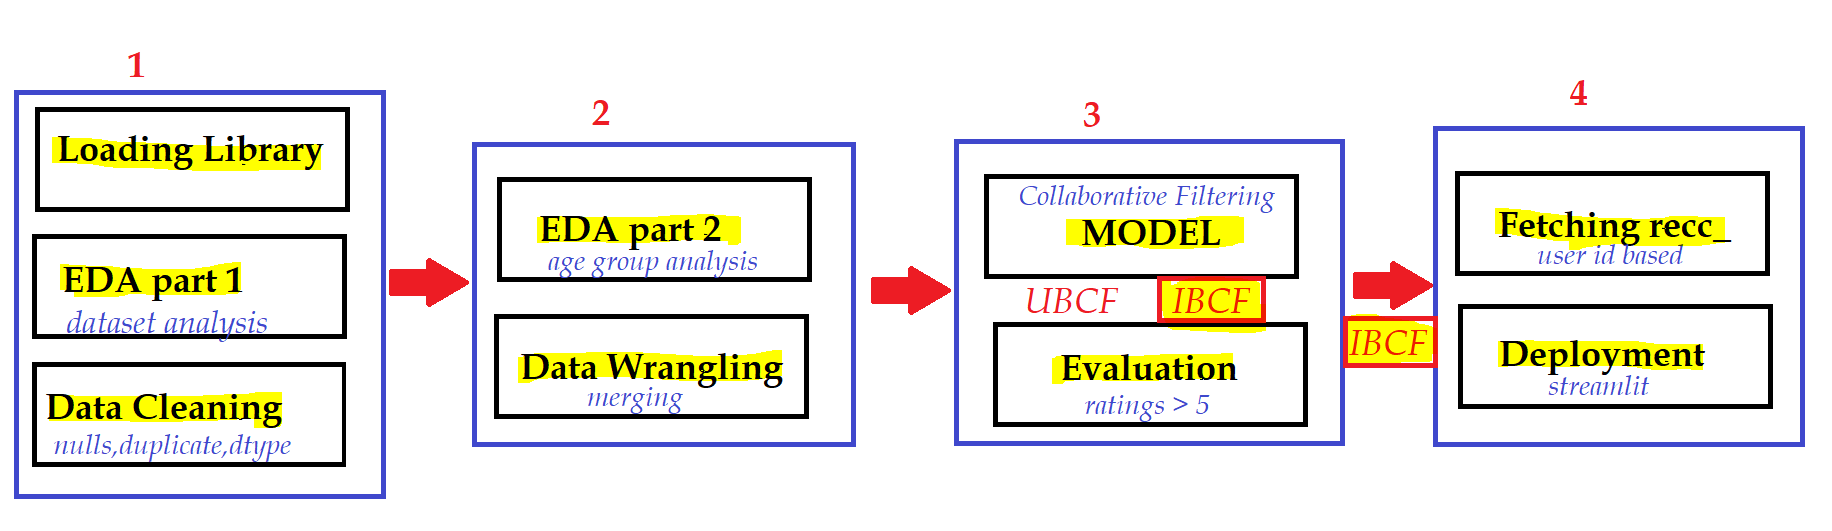 1
Loading Library
EDA part 1
dataset analysis
Data Cleaning
nulls,duplicate,dtype
2
EDA part 2
age group analysis
Data Wrangling
merging
3
Collaborative Filtering
MODEL
UBCF IBCF
Evaluation
ratings > 5
IBCF
4
Fetching recc_
user id based
Deployment
streamlit